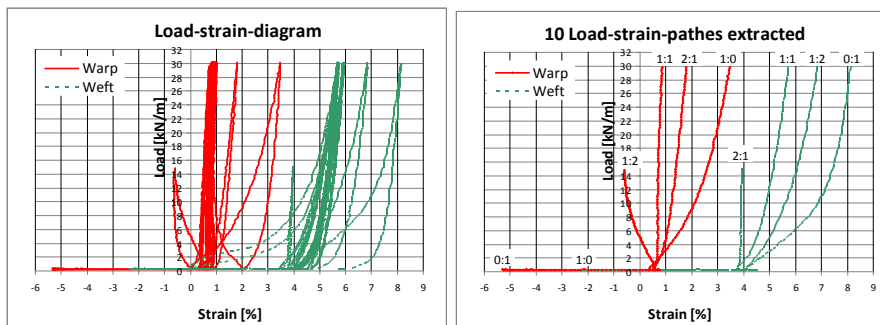 Load-strain-diagram
Warp
Weft
Load [kN/m]
32
30
28
26
24
22
20
18
16
14
12
10
8
6
4
2
0
-6 -5 -4 -3 -2 -1 0 1 2 3 4 5 6 7 8 9
Strain [%]
10 Load-strain-pathes extracted
Warp
Weft
1:1 2:1 1:0 1:1 1:2 0:1
1:2 2:1
0:1 1:0
Load [kN/m]
32
30
28
26
24
22
20
18
16
14
12
10
8
6
4
2
0
-6 -5 -4 -3 -2 -1 0 1 2 3 4 5 6 7 8 9
Strain [%]